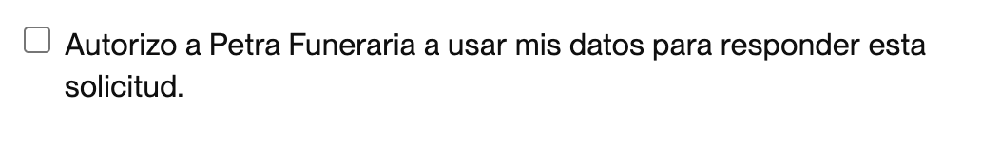 Autorizo a Petra Funeraria a usar mis datos para responder esta
solicitud.